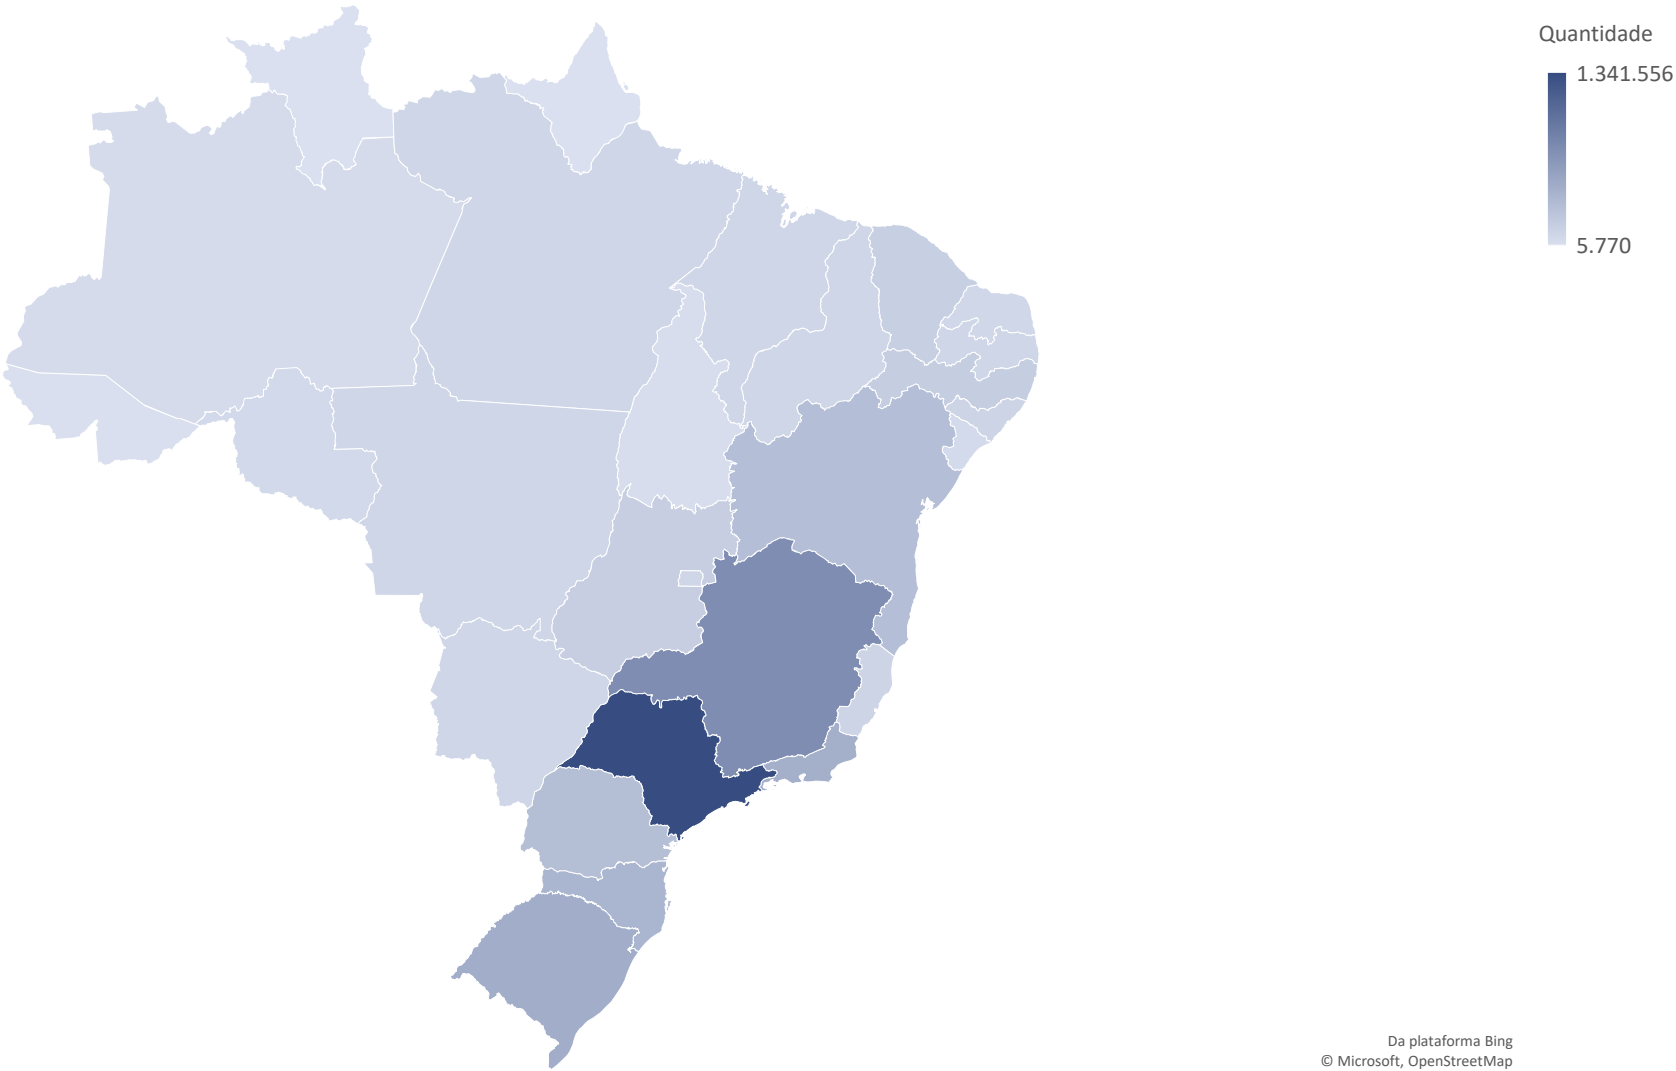 Quantidade
1.341.556
5.770
Da plataforma Bing
© Microsoft, OpenStreetMap